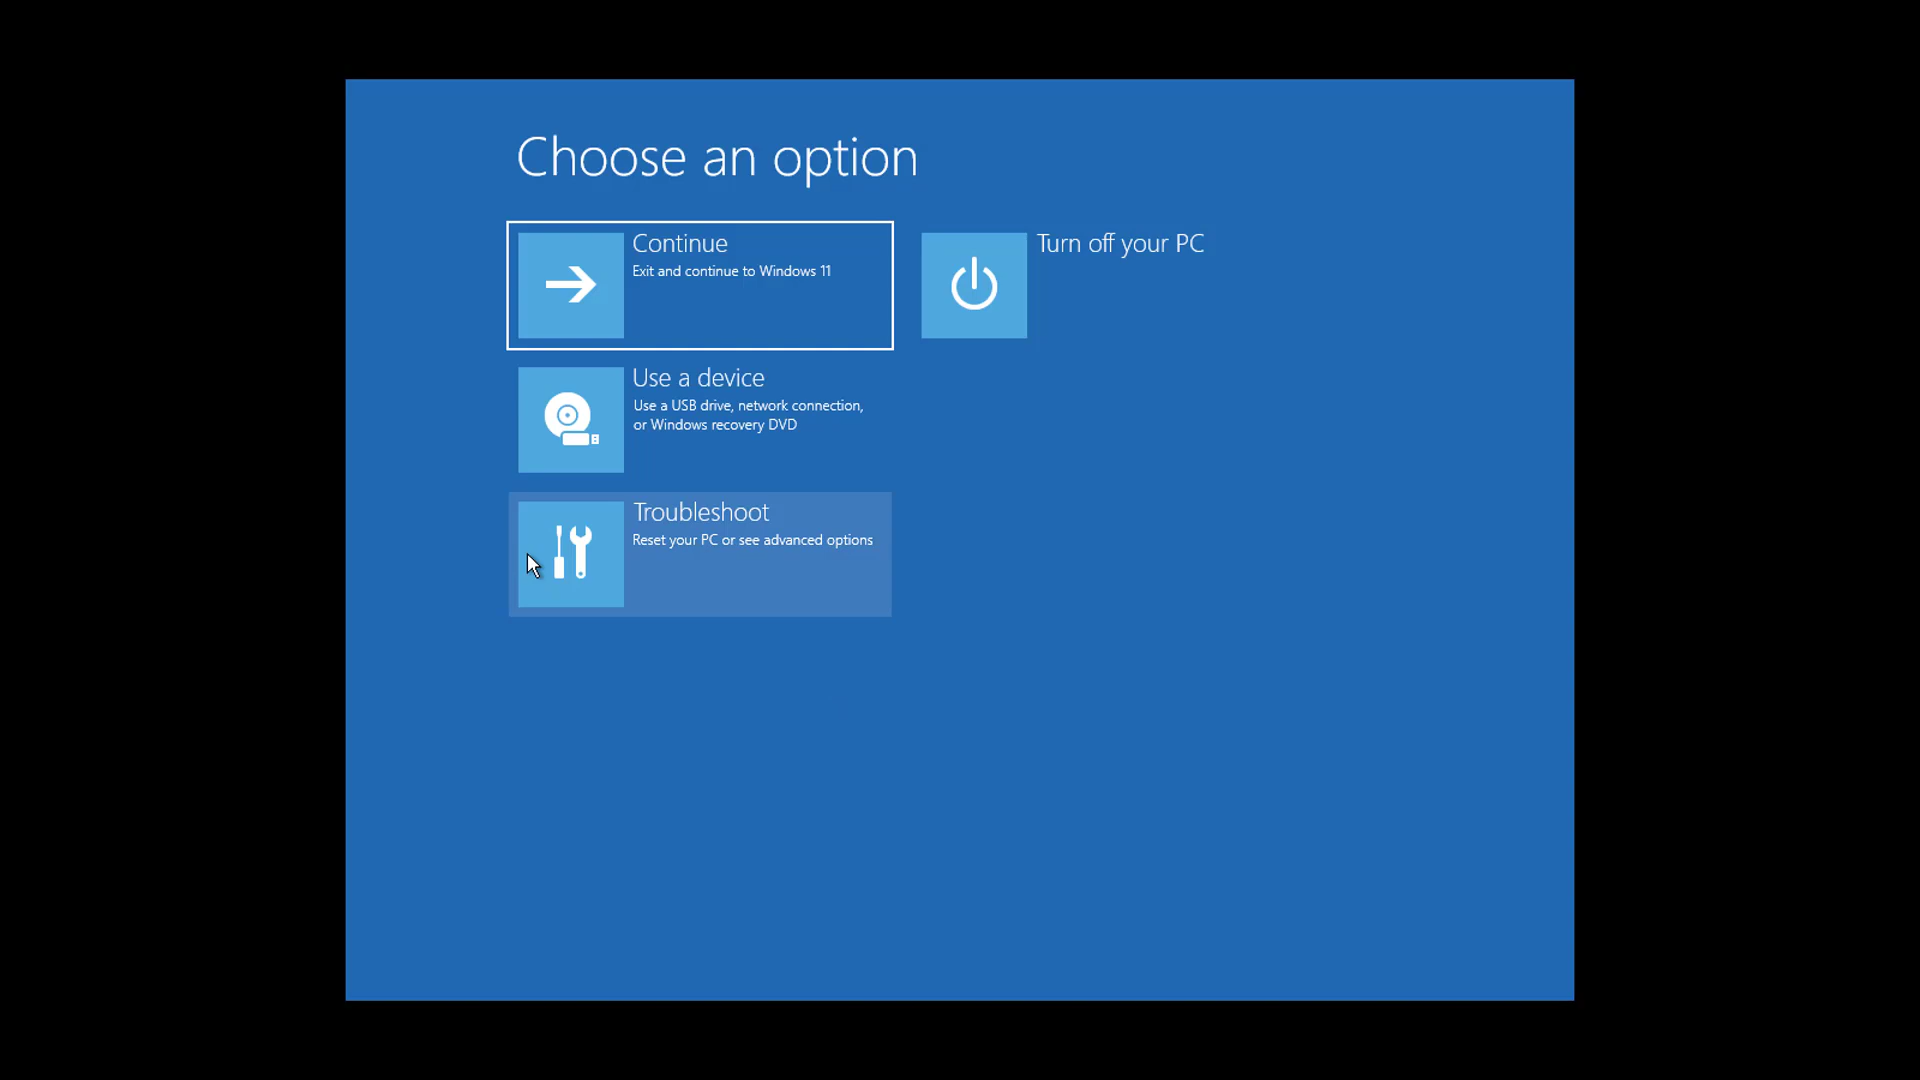 Choose an option
Continue
Exit and continue to Windows 11
Turn off your PC
Use a device
Use a USB drive, network connection,
or Windows recovery DVD
Troubleshoot
Reset your PC or see advanced options